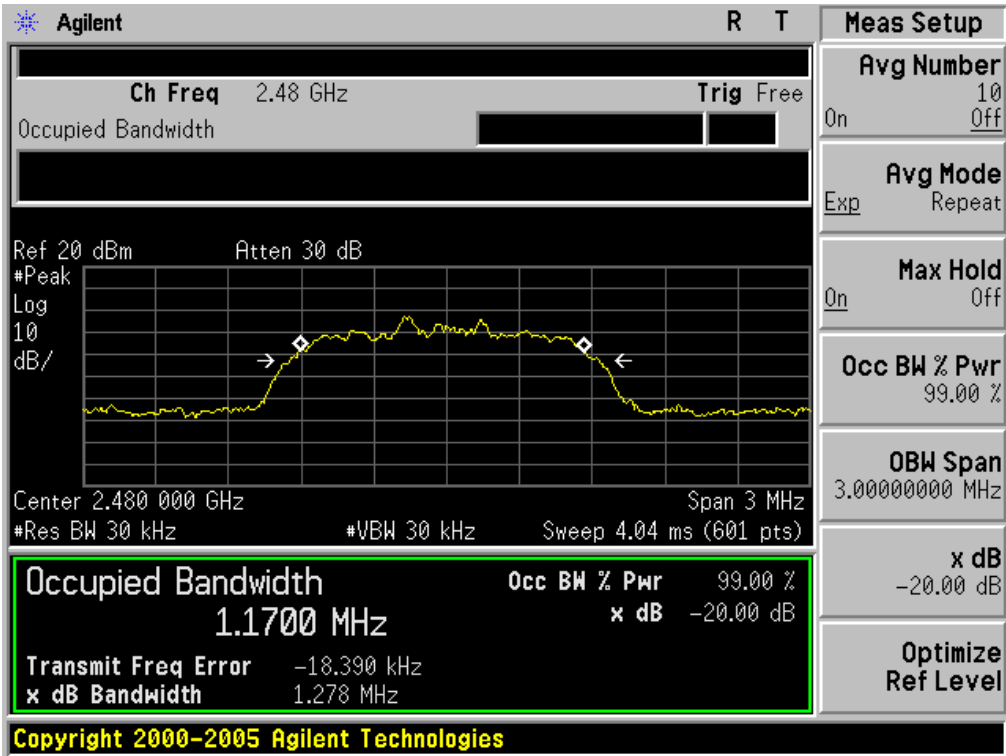 Agilent R T
Ch Freq 2.48 GHz Trig Free
Occupied Bandwidth
Ref 20 dBm Atten 30 dB
#Peak
Log
10
dB/
Center 2.480 000 GHz Span 3 MHz
#Res BW 30 kHz #VBW 30 kHz Sweep 4.04 ms (601 pts)
Occupied Bandwidth Occ BW % Pwr 99.00 %
1.1700 MHz x dB -20.00 dB
Transmit Freq Error -18.390 kHz
x dB Bandwidth 1.278 MHz
Copyright 2000-2005 Agilent Technologies
Meas Setup
Avg Number
10
On Off
Avg Mode
Exp Repeat
Max Hold
On Off
Occ BW % Pwr
99.00 %
OBW Span
3.00000000 MHz
x dB
-20.00 dB
Optimize
Ref Level